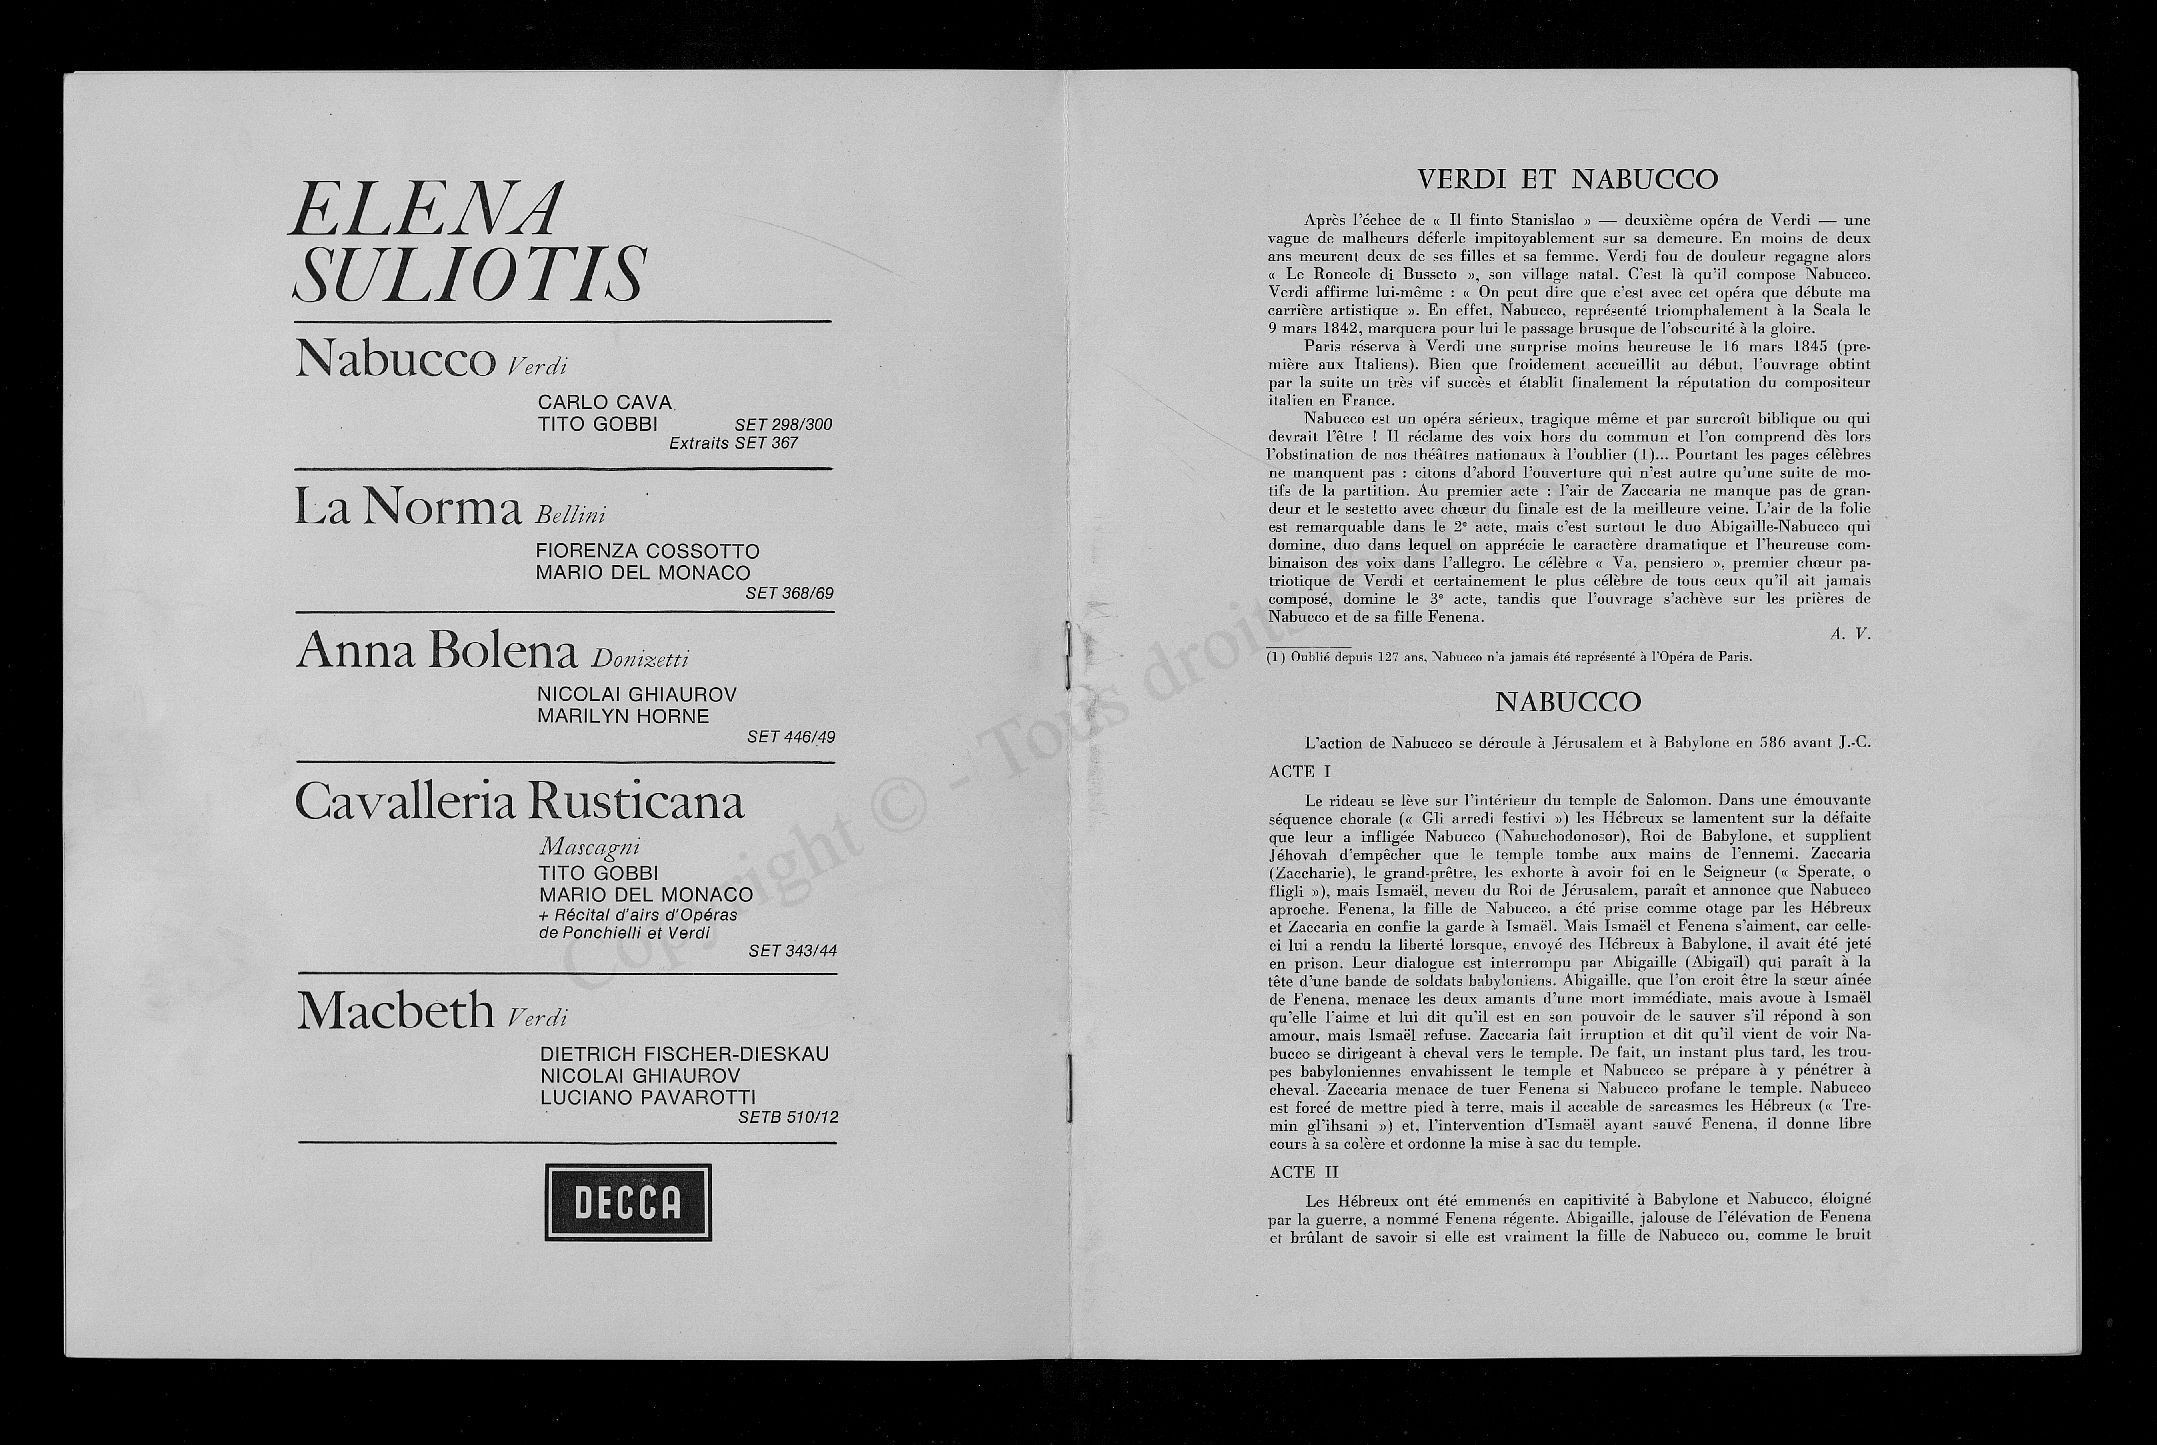 ELENA
SULIOTIS
Nabucco Verdi
CARLO CAVA
TITO GOBBI SET 298/300
Extraits SET 367
La Norma Bellini
FIORENZA COSSOTTO
MARIO DEL MONACO
SET 368/69
Anna Bolena Donizetti
NICOLAI GHIAUROV
MARILYN HORNE
SET 446/49
Cavalleria Rusticana
Mascagni
TITO GOBBI
MARIO DEL MONACO
+ Récital d'airs d'Opéras
de Ponchielli et Verdi
SET 343/44
Macbeth Verdi
DIETRICH FISCHER-DIESKAU
NICOLAI GHIAUROV
LUCIANO PAVAROTTI
SETB 510/12
DECCA
VERDI ET NABUCCO
Après l'échec de « Il finto Stanislao » — deuxième opéra de Verdi — une
vague de malheurs déferle impitoyablement sur sa demeure. En moins de deux
ans meurent deux de ses filles et sa femme. Verdi fou de douleur regagne alors
« Le Roncole di Busseto », son village natal. C'est là qu'il compose Nabucco.
Verdi affirme lui-même : « On peut dire que c'est avec cet opéra que débute ma
carrière artistique ». En effet, Nabucco, représenté triomphalement à la Scala le
9 mars 1842, marquera pour lui le passage brusque de l'obscurité à la gloire.
Paris réserva à Verdi une surprise moins heureuse le 16 mars 1845 (pre-
mière aux Italiens). Bien que froidement accueillit au début, l'ouvrage obtint
par la suite un très vif succès et établit finalement la réputation du compositeur
italien en France.
Nabucco est un opéra sérieux, tragique même et par surcroît biblique ou qui
devrait l'être ! Il réclame des voix hors du commun et l'on comprend dès lors
l'obstination de nos théâtres nationaux à l'oublier (1)... Pourtant les pages célèbres
ne manquent pas : citons d'abord l'ouverture qui n'est autre qu'une suite de mo-
tifs de la partition. Au premier acte : l'air de Zaccaria ne manque pas de gran-
deur et le sestetto avec chœur du finale est de la meilleure veine. L'air de la folie
est remarquable dans le 2e acte, mais c'est surtout le duo Abigaille-Nabucco qui
domine, duo dans lequel on apprécie le caractère dramatique et l'heureuse com-
binaison des voix dans l'allegro. Le célèbre « Va, pensiero », premier chœur pa-
triotique de Verdi et certainement le plus célèbre de tous ceux qu'il ait jamais
composé, domine le 3e acte, tandis que l'ouvrage s'achève sur les prières de
Nabucco et de sa fille Fenena.
A. V.
(1) Oublié depuis 127 ans, Nabucco n'a jamais été représenté à l'Opéra de Paris.
NABUCCO
L'action de Nabucco se déroule à Jérusalem et à Babylone en 586 avant J.-C.
ACTE I
Le rideau se lève sur l'intérieur du temple de Salomon. Dans une émouvante
séquence chorale (« Gli arredi festivi ») les Hébreux se lamentent sur la défaite
que leur a infligée Nabucco (Nabuchodonosor), Roi de Babylone, et supplient
Jéhovah d'empêcher que le temple tombe aux mains de l'ennemi. Zaccaria
(Zaccharie), le grand-prêtre, les exhorte à avoir foi en le Seigneur (« Sperate, o
fligli »), mais Ismaël, neveu du Roi de Jérusalem, paraît et annonce que Nabucco
aproche. Fenena, la fille de Nabucco, a été prise comme otage par les Hébreux
et Zaccaria en confie la garde à Ismaël. Mais Ismaël et Fenena s'aiment, car celle-
ci lui a rendu la liberté lorsque, envoyé des Hébreux à Babylone, il avait été jeté
en prison. Leur dialogue est interrompu par Abigaille (Abigaïl) qui paraît à la
tête d'une bande de soldats babyloniens. Abigaille, que l'on croit être la sœur aînée
de Fenena, menace les deux amants d'une mort immédiate, mais avoue à Ismaël
qu'elle l'aime et lui dit qu'il est en son pouvoir de le sauver s'il répond à son
amour, mais Ismaël refuse. Zaccaria fait irruption et dit qu'il vient de voir Na-
bucco se dirigeant à cheval vers le temple. De fait, un instant plus tard, les trou-
pes babyloniennes envahissent le temple et Nabucco se prépare à y pénétrer à
cheval. Zaccaria menace de tuer Fenena si Nabucco profane le temple. Nabucco
est forcé de mettre pied à terre, mais il accable de sarcasmes les Hébreux (« Tre-
min gl'ihsani ») et, l'intervention d'Ismaël ayant sauvé Fenena, il donne libre
cours à sa colère et ordonne la mise à sac du temple.
ACTE II
Les Hébreux ont été emmenés en capitivité à Babylone et Nabucco, éloigné
par la guerre, a nommé Fenena régente. Abigaille, jalouse de l'élévation de Fenena
et brûlant de savoir si elle est vraiment la fille de Nabucco ou, comme le bruit
Copyright © - Tous droits